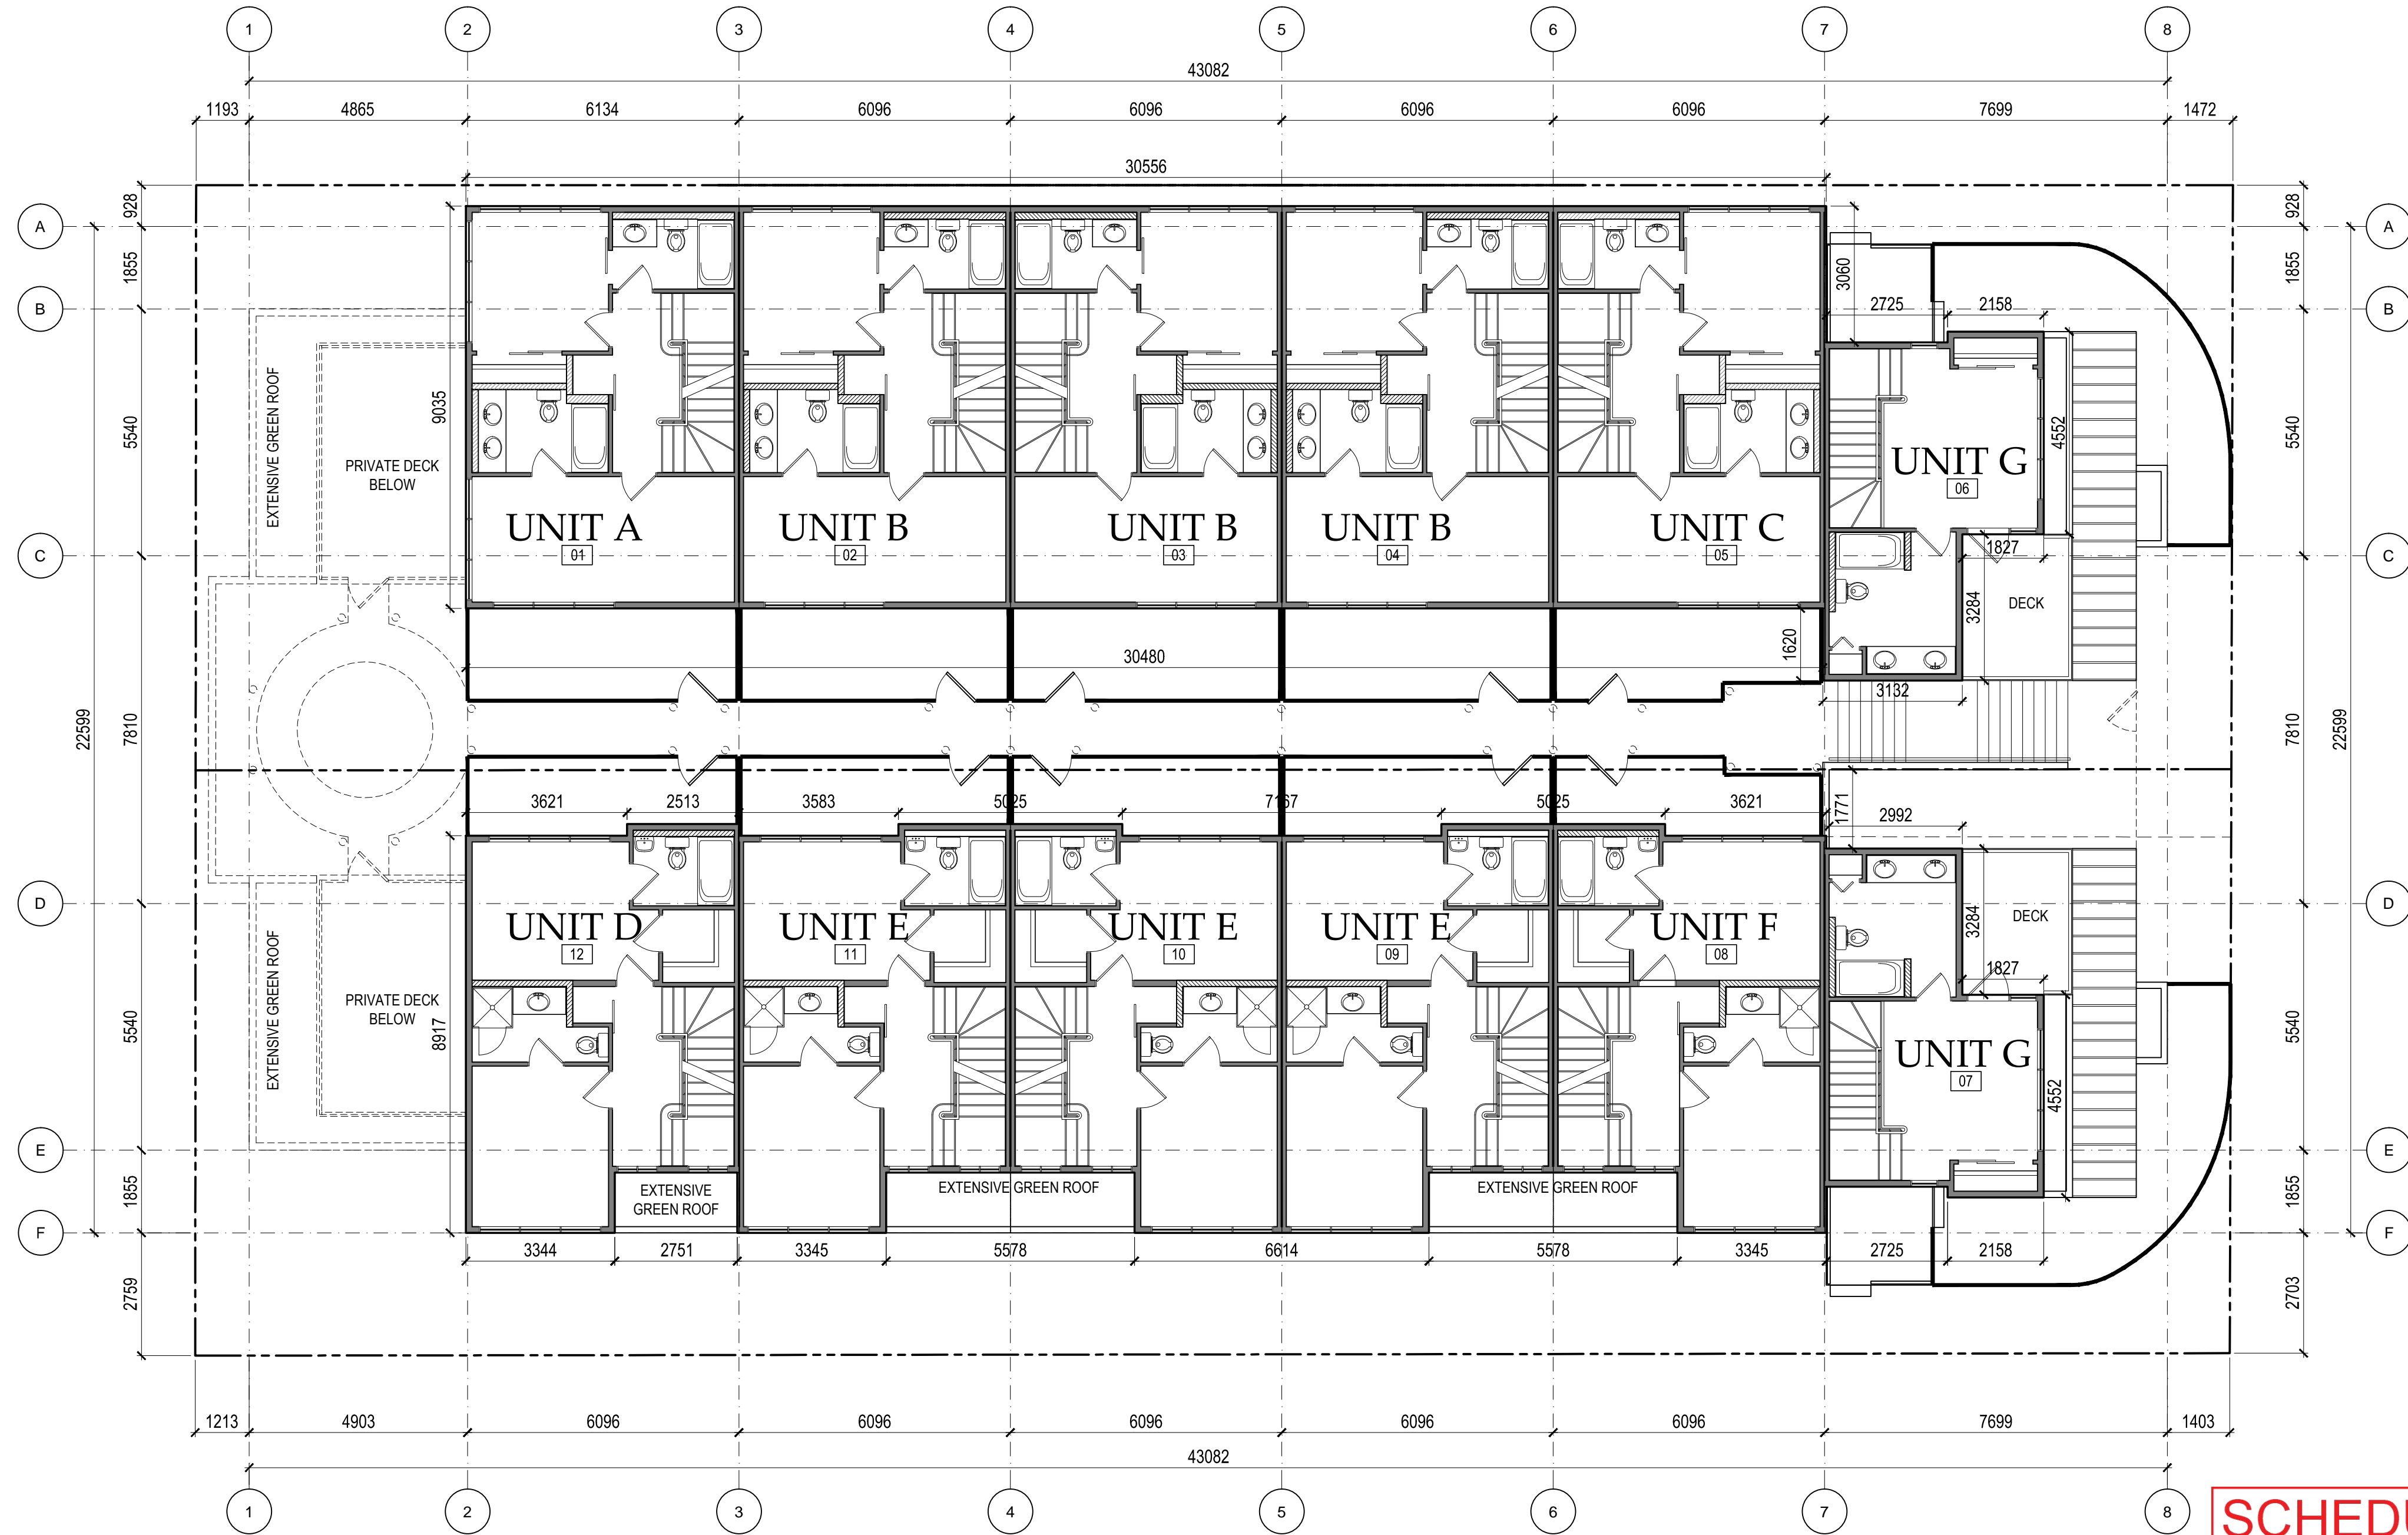 1 2 3 4 5 6 7 8
43082
1193 4865 6134 6096 6096 6096 6096 7699 1472
30556
928 928
A A
1855 3060 1855
B 2725 2158 B
EXTENSIVE GREEN ROOF
5540 9035 4552 5540
PRIVATE DECK
BELOW
UNIT G
06
UNIT A UNIT B UNIT B UNIT B UNIT C
01 02 03 04 05
C 1827 C
3284 DECK
1620
30480
3132
22599 7810 7810 22599
3621 2513 3583 5025 7167 5025 3621
1771 2992
D D
UNIT D UNIT E UNIT E UNIT E UNIT F
12 11 10 09 08
3284 DECK
1827
EXTENSIVE GREEN ROOF
PRIVATE DECK
BELOW
5540 8917 5540
UNIT G
07
4552
E E
EXTENSIVE
GREEN ROOF
EXTENSIVE GREEN ROOF EXTENSIVE GREEN ROOF
1855 1855
F F
3344 2751 3345 5578 6614 5578 3345 2725 2158
2759 2703
1213 4903 6096 6096 6096 6096 6096 7699 1403
43082
1 2 3 4 5 6 7 8